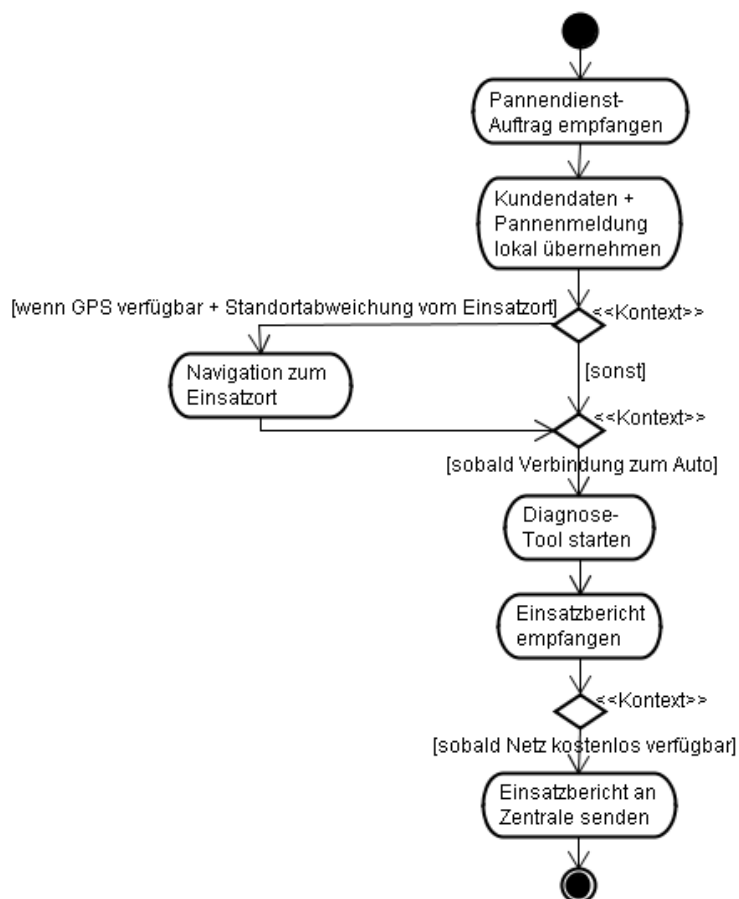 Pannendienst-
Auftrag empfangen
Kundendaten +
Pannenmeldung
lokal übernehmen
[wenn GPS verfügbar + Standortabweichung vom Einsatzort]
<<Kontext>>
Navigation zum
Einsatzort
[sonst]
<<Kontext>>
[sobald Verbindung zum Auto]
Diagnose-
Tool starten
Einsatzbericht
empfangen
<<Kontext>>
[sobald Netz kostenlos verfügbar]
Einsatzbericht an
Zentrale senden